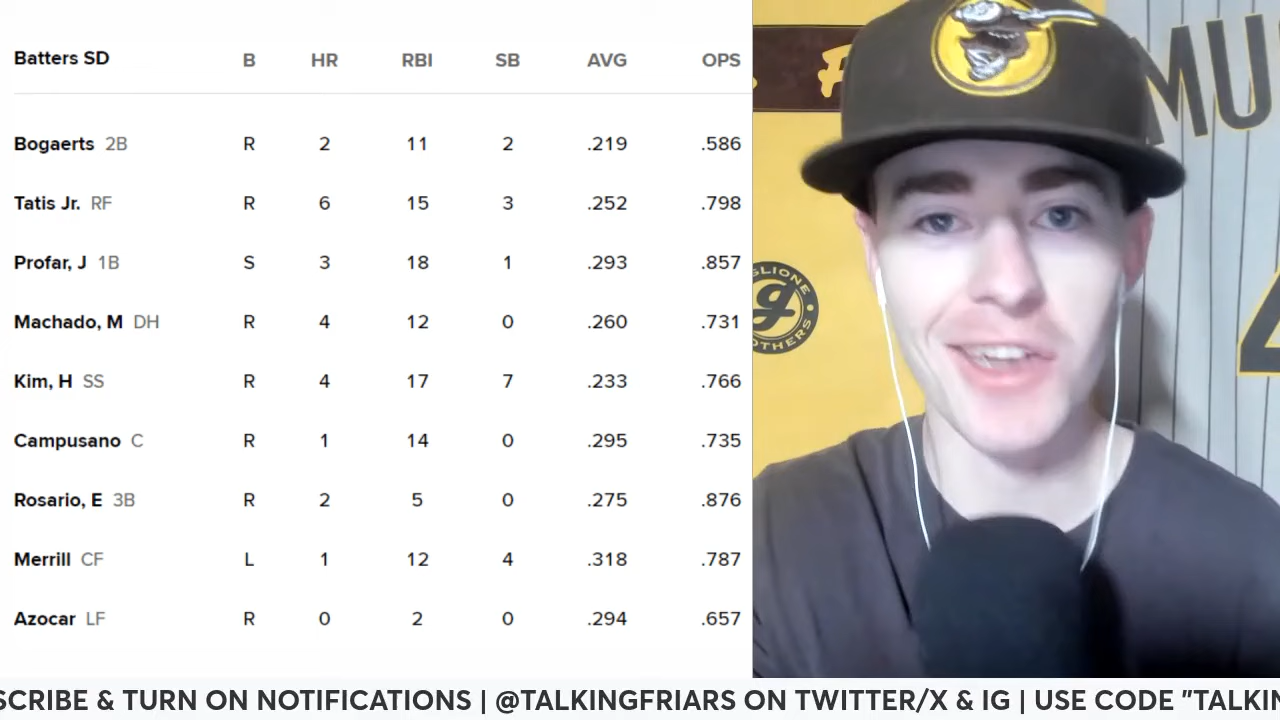 Batters SD B HR RBI SB AVG OPS
Bogaerts 2B R 2 11 2 .219 .586
Tatis Jr. RF R 6 15 3 .252 .798
Profar, J 1B S 3 18 1 .293 .857
Machado, M DH R 4 12 0 .260 .731
Kim, H SS R 4 17 7 .233 .766
Campusano C R 1 14 0 .295 .735
Rosario, E 3B R 2 5 0 .275 .876
Merrill CF L 1 12 4 .318 .787
Azocar LF R 0 2 0 .294 .657
MUS
SCRIBE & TURN ON NOTIFICATIONS | @TALKINGFRIARS ON TWITTER/X & IG | USE CODE "TALKIN